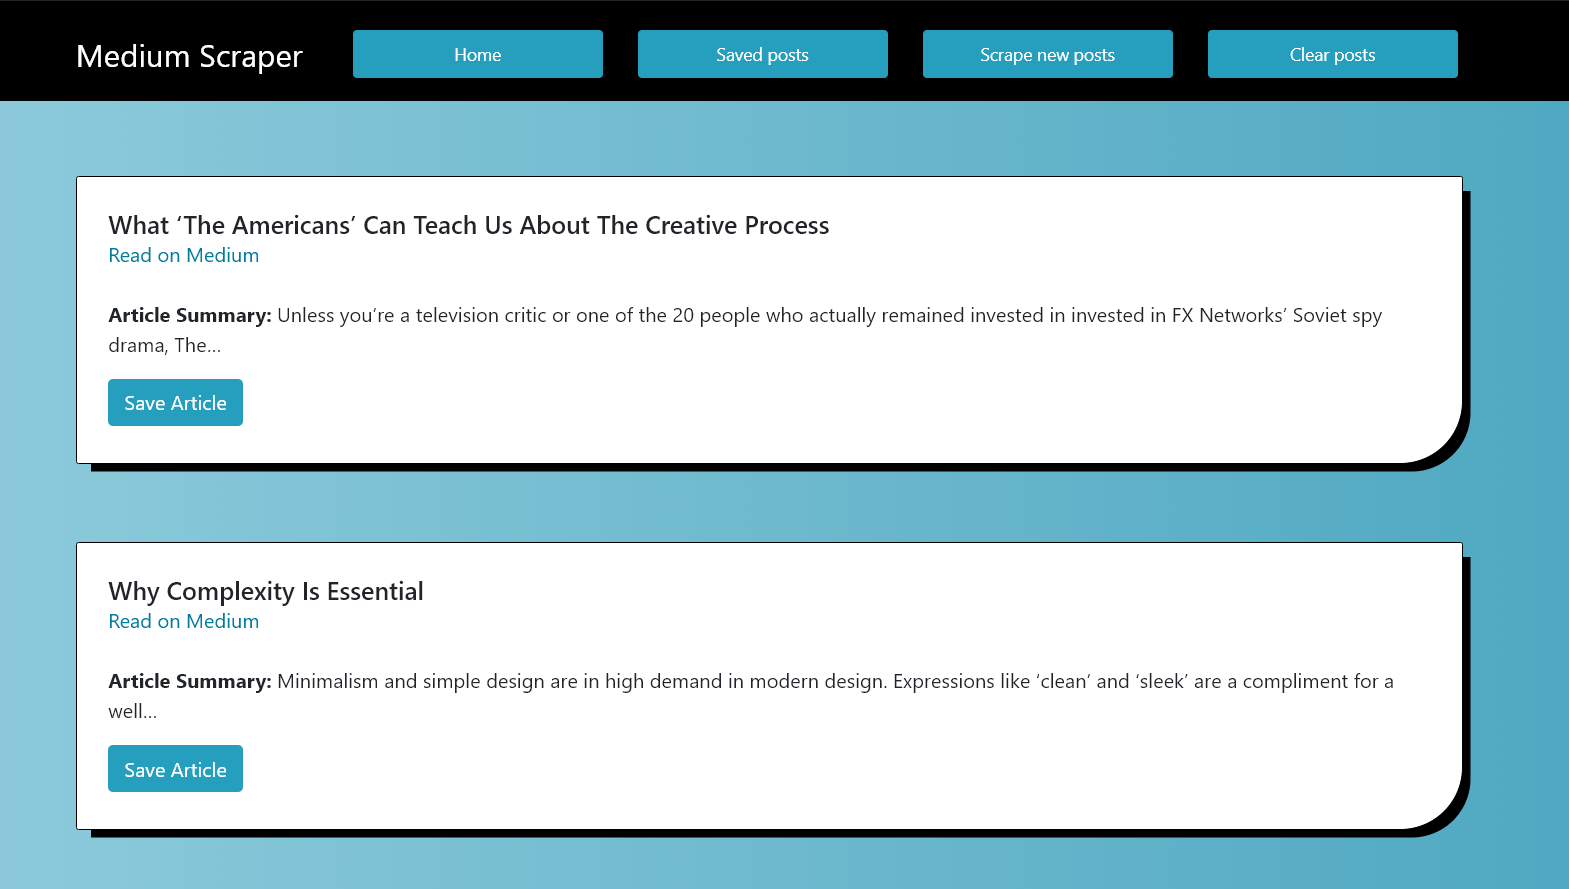 Medium Scraper
Home
Saved posts
Scrape new posts
Clear posts
What ‘The Americans’ Can Teach Us About The Creative Process
Read on Medium
Article Summary: Unless you’re a television critic or one of the 20 people who actually remained invested in invested in FX Networks’ Soviet spy
drama, The…
Save Article
Why Complexity Is Essential
Read on Medium
Article Summary: Minimalism and simple design are in high demand in modern design. Expressions like ‘clean’ and ‘sleek’ are a compliment for a
well…
Save Article